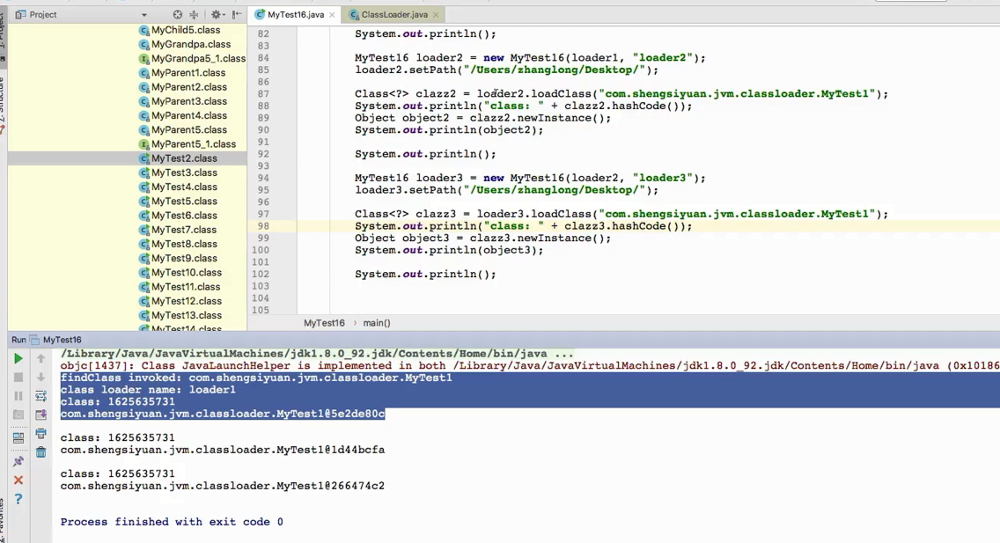 Project
MyTest16.java
ClassLoader.java
MyChild5.class
MyGrandpa.class
MyGrandpa5_1.class
MyParent1.class
MyParent2.class
MyParent3.class
MyParent4.class
MyParent5.class
MyParent5_1.class
MyTest2.class
MyTest3.class
MyTest4.class
MyTest5.class
MyTest6.class
MyTest7.class
MyTest8.class
MyTest9.class
MyTest10.class
MyTest11.class
MyTest12.class
MyTest13.class
MyTest14.class
82 System.out.println();
83
84 MyTest16 loader2 = new MyTest16(loader1, "loader2");
85 loader2.setPath("/Users/zhanglong/Desktop/");
86
87 Class<?> clazz2 = loader2.loadClass("com.shengsiyuan.jvm.classloader.MyTest1");
88 System.out.println("class: " + clazz2.hashCode());
89 Object object2 = clazz2.newInstance();
90 System.out.println(object2);
91
92 System.out.println();
93
94 MyTest16 loader3 = new MyTest16(loader2, "loader3");
95 loader3.setPath("/Users/zhanglong/Desktop/");
96
97 Class<?> clazz3 = loader3.loadClass("com.shengsiyuan.jvm.classloader.MyTest1");
98 System.out.println("class: " + clazz3.hashCode());
99 Object object3 = clazz3.newInstance();
100 System.out.println(object3);
101
102 System.out.println();
103
104
105
MyTest16 › main()
Run MyTest16
/Library/Java/JavaVirtualMachines/jdk1.8.0_92.jdk/Contents/Home/bin/java ...
objc[1437]: Class JavaLaunchHelper is implemented in both /Library/Java/JavaVirtualMachines/jdk1.8.0_92.jdk/Contents/Home/bin/java (0x10186
findClass invoked: com.shengsiyuan.jvm.classloader.MyTest1
class loader name: loader1
class: 1625635731
com.shengsiyuan.jvm.classloader.MyTest1@5e2de80c
class: 1625635731
com.shengsiyuan.jvm.classloader.MyTest1@1d44bcfa
class: 1625635731
com.shengsiyuan.jvm.classloader.MyTest1@266474c2
Process finished with exit code 0